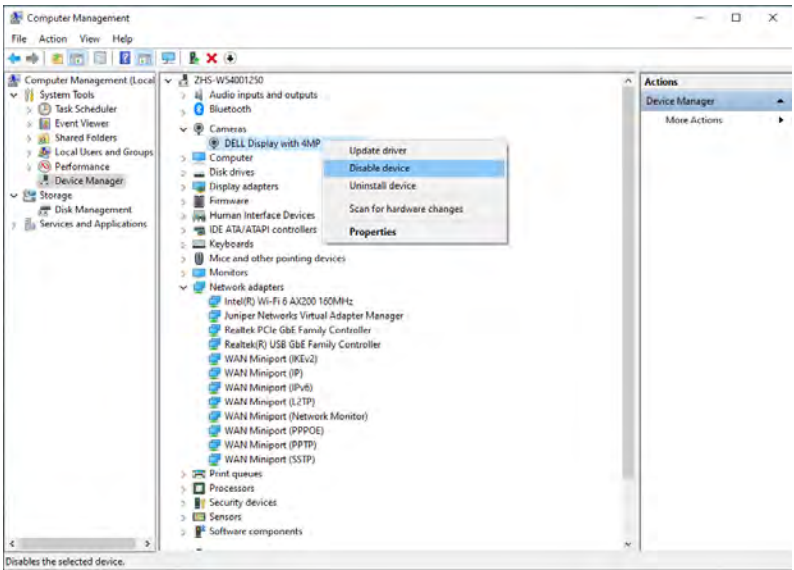 Computer Management
File Action View Help
Computer Management (Local
System Tools
Task Scheduler
Event Viewer
Shared Folders
Local Users and Groups
Performance
Device Manager
Storage
Disk Management
Services and Applications
ZHS-W54001250
Audio inputs and outputs
Bluetooth
Cameras
DELL Display with 4MP
Computer
Disk drives
Display adapters
Firmware
Human Interface Devices
IDE ATA/ATAPI controllers
Keyboards
Mice and other pointing devices
Monitors
Network adapters
Intel(R) Wi-Fi 6 AX200 160MHz
Juniper Networks Virtual Adapter Manager
Realtek PCIe GbE Family Controller
Realtek(R) USB GbE Family Controller
WAN Miniport (IKEv2)
WAN Miniport (IP)
WAN Miniport (IPv6)
WAN Miniport (L2TP)
WAN Miniport (Network Monitor)
WAN Miniport (PPPOE)
WAN Miniport (PPTP)
WAN Miniport (SSTP)
Print queues
Processors
Security devices
Sensors
Software components
Update driver
Disable device
Uninstall device
Scan for hardware changes
Properties
Actions
Device Manager
More Actions
Disables the selected device.